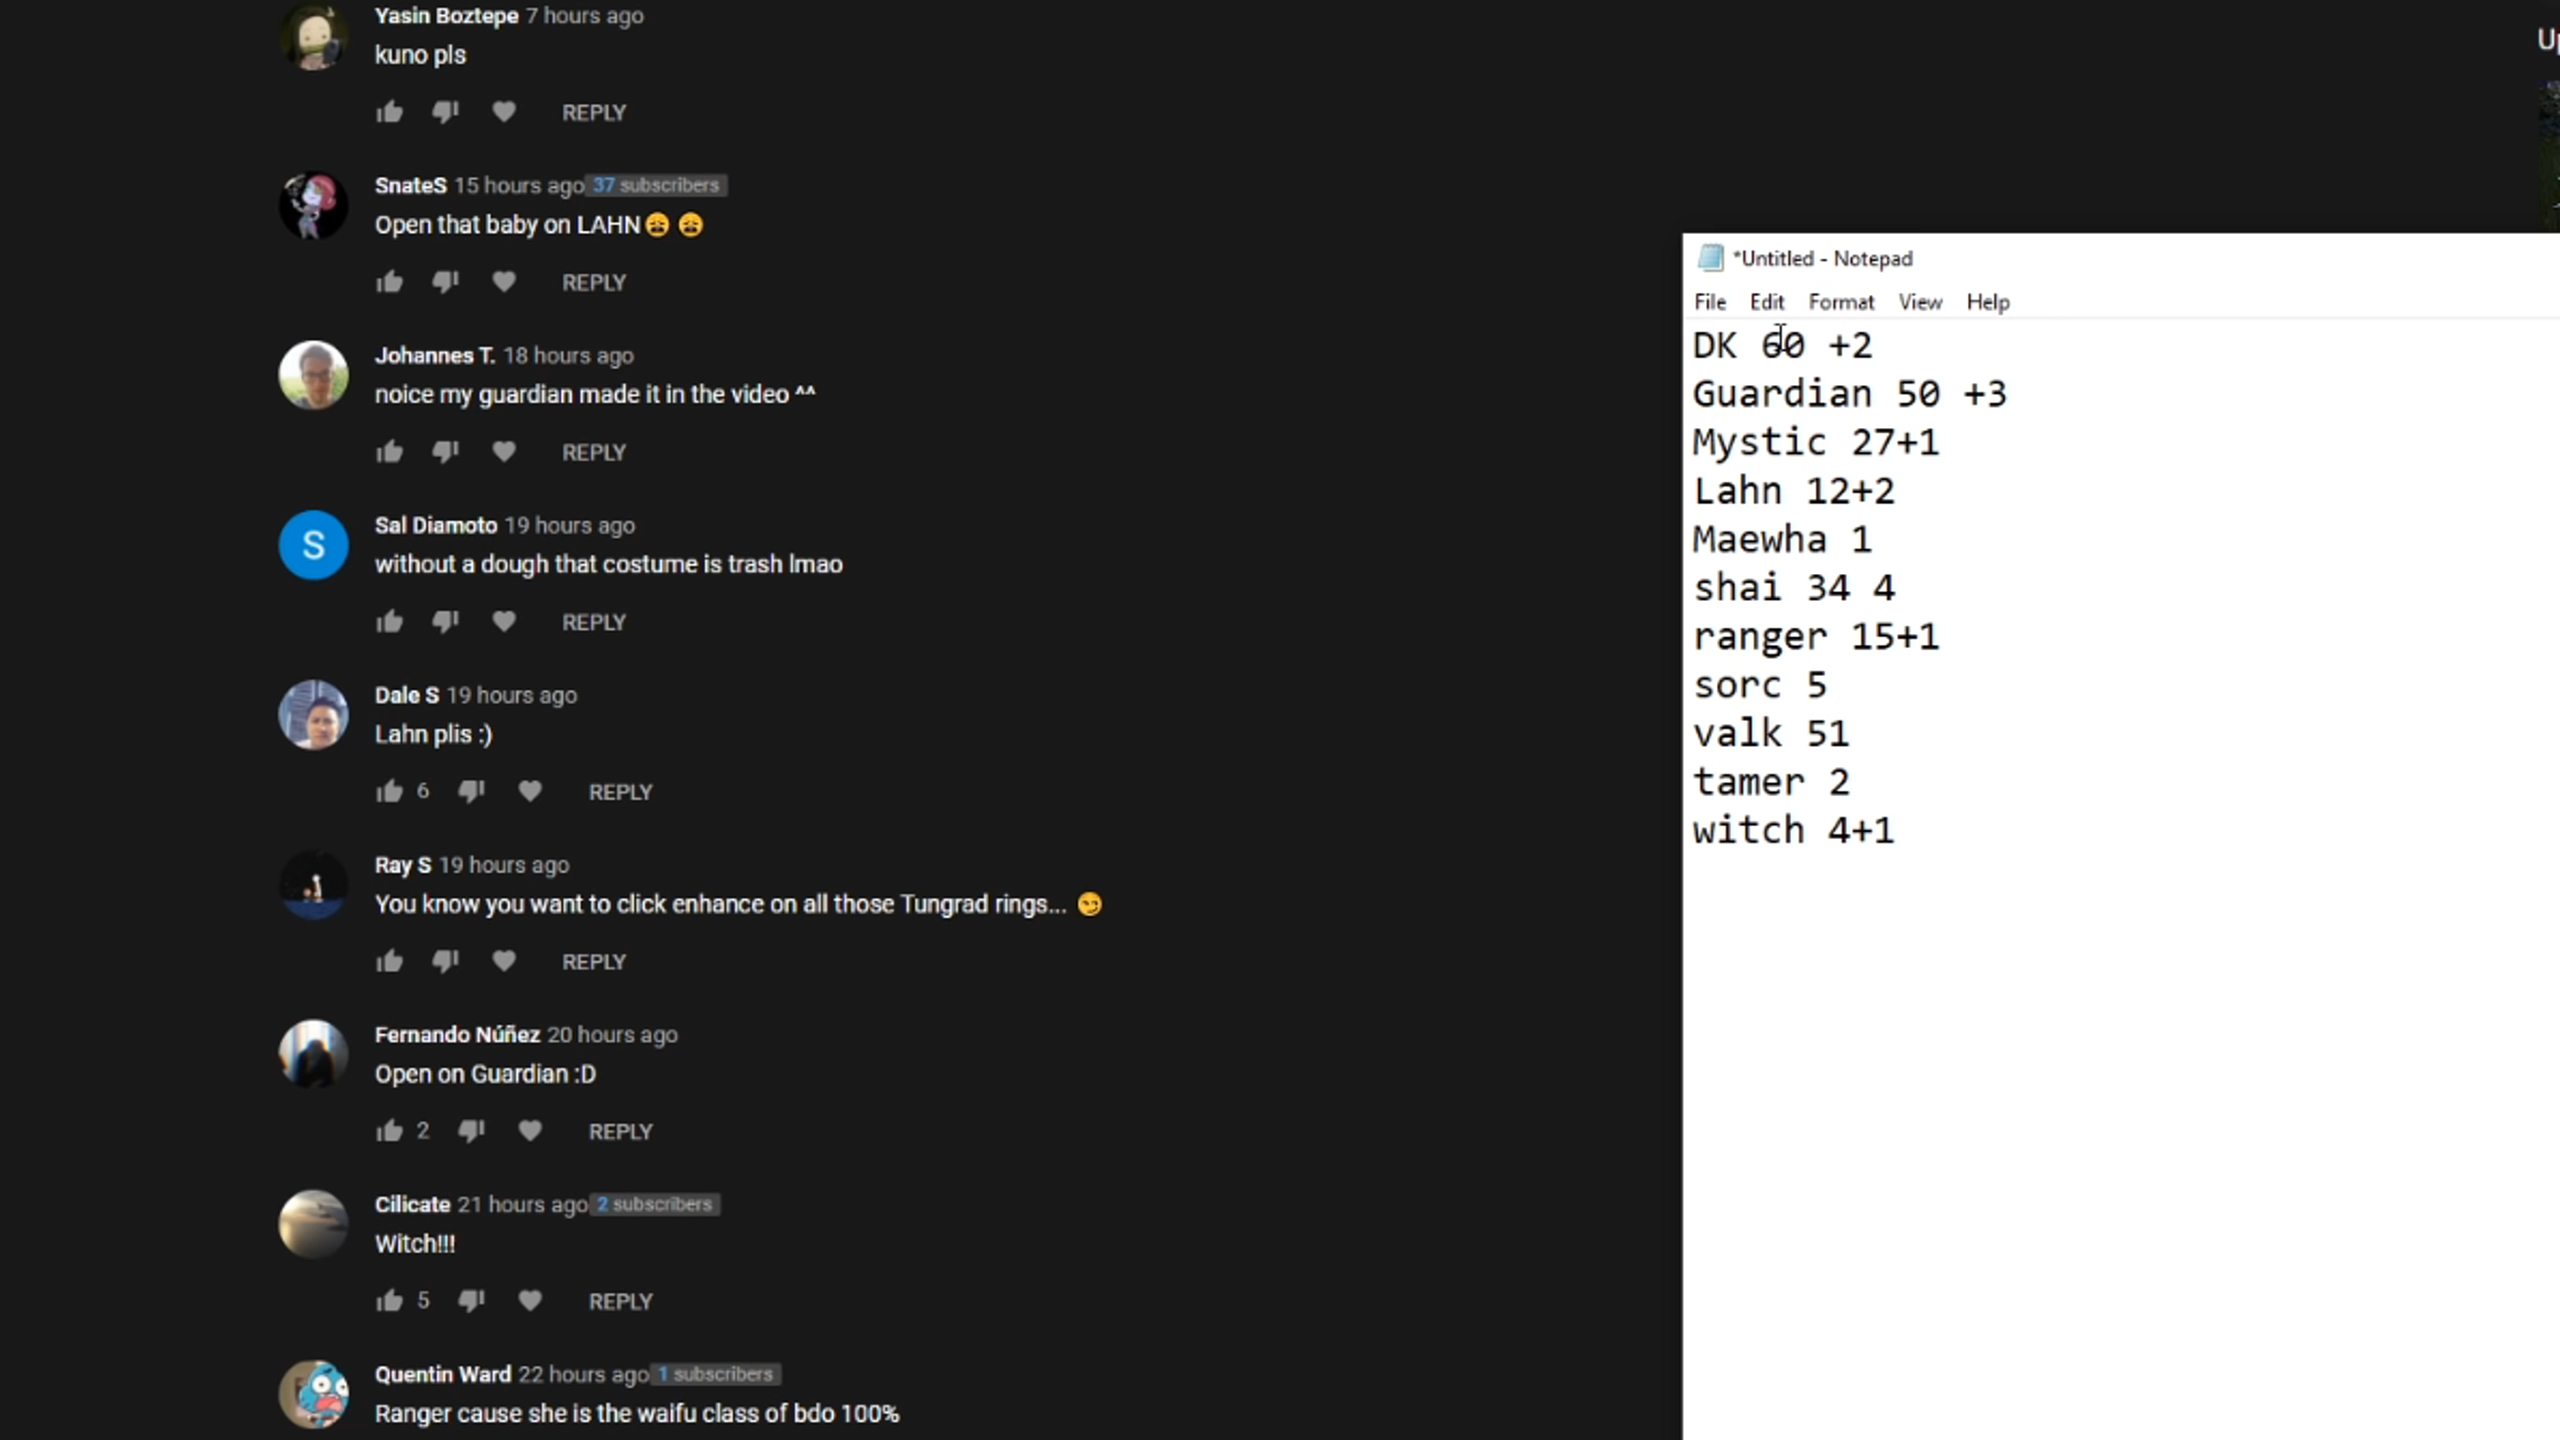 Yasin Boztepe 7 hours ago
kuno pls
REPLY
SnateS 15 hours ago 37 subscribers
Open that baby on LAHN😩 😩
REPLY
Johannes T. 18 hours ago
noice my guardian made it in the video ^^
REPLY
S
Sal Diamoto 19 hours ago
without a dough that costume is trash lmao
REPLY
Dale S 19 hours ago
Lahn plis :)
6 REPLY
Ray S 19 hours ago
You know you want to click enhance on all those Tungrad rings... 😏
REPLY
Fernando Núñez 20 hours ago
Open on Guardian :D
2 REPLY
Cilicate 21 hours ago 2 subscribers
Witch!!!
5 REPLY
Quentin Ward 22 hours ago 1 subscribers
Ranger cause she is the waifu class of bdo 100%
*Untitled - Notepad
File Edit Format View Help
DK 60 +2
Guardian 50 +3
Mystic 27+1
Lahn 12+2
Maewha 1
shai 34 4
ranger 15+1
sorc 5
valk 51
tamer 2
witch 4+1